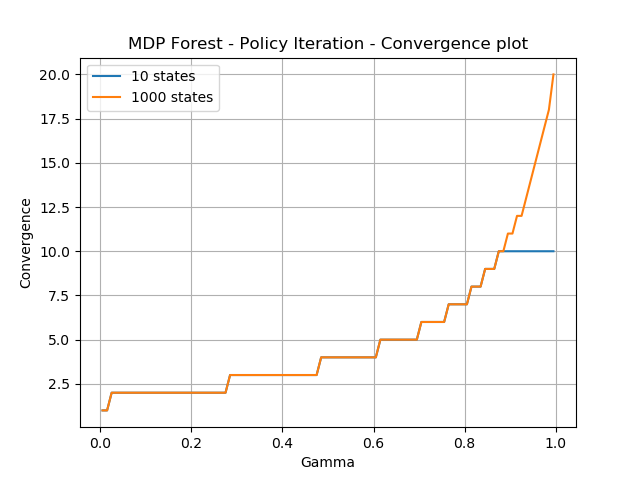 MDP Forest - Policy Iteration - Convergence plot
10 states
1000 states
Convergence
20.0
17.5
15.0
12.5
10.0
7.5
5.0
2.5
0.0 0.2 0.4 0.6 0.8 1.0
Gamma